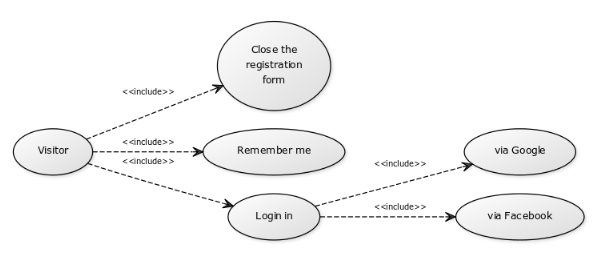 Close the
registration
form
<<include>>
Visitor
<<include>>
Remember me
<<include>>
<<include>>
via Google
Login in
<<include>>
via Facebook